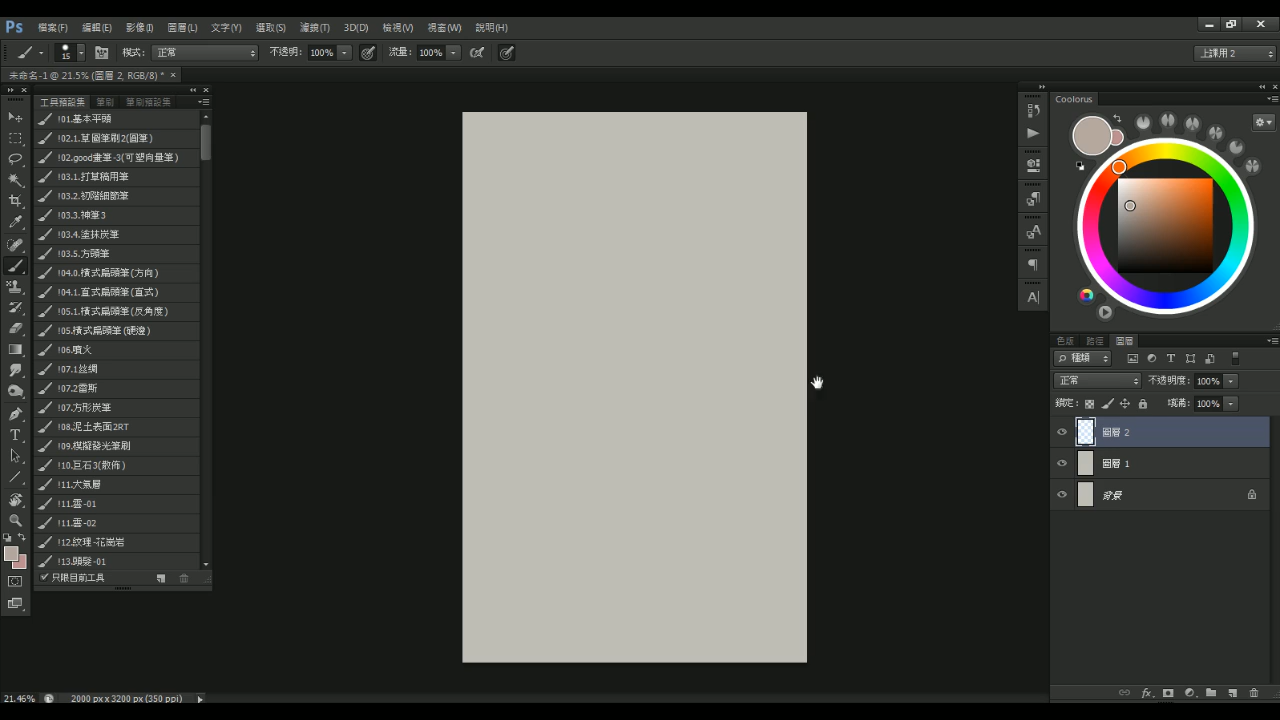 Ps 檔案(F) 編輯(E) 影像(I) 圖層(L) 文字(Y) 選取(S) 濾鏡(T) 3D(D) 檢視(V) 視窗(W) 說明(H)
15 模式: 正常 不透明: 100% 流量: 100% 上課用 2
未命名-1 @ 21.5% (圖層 2, RGB/8) * ×
工具預設集 筆刷 筆刷預設集
!01.基本平頭
!02.1.草圖筆刷2(圓筆)
!02.good畫筆-3(可塑向量筆)
!03.1.打草稿用筆
!03.2.初階細節筆
!03.3.神筆3
!03.4.塗抹炭筆
!03.5.方頭筆
!04.0.橫式扁頭筆(方向)
!04.1.直式扁頭筆(直式)
!05.1.橫式扁頭筆(反角度)
!05.橫式扁頭筆(硬邊)
!06.噴火
!07.1絲綢
!07.2蕾斯
!07.方形炭筆
!08.泥土表面2RT
!09.模擬發光筆刷
!10.巨石3(散佈)
!11.大氣層
!11.雲-01
!11.雲-02
!12.紋理-花崗岩
!13.頭髮-01
只限目前工具
Coolorus
色版 路徑 圖層
種類
正常 不透明度: 100%
鎖定: 填滿: 100%
圖層 2
圖層 1
背景
21.46% 2000 px x 3200 px (350 ppi)